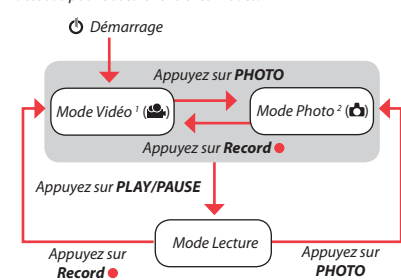 Démarrage
Appuyez sur PHOTO
Mode Vidéo ¹ ( )
Mode Photo ² ( )
Appuyez sur Record
Appuyez sur PLAY/PAUSE
Mode Lecture
Appuyez sur
Record
Appuyez sur
PHOTO